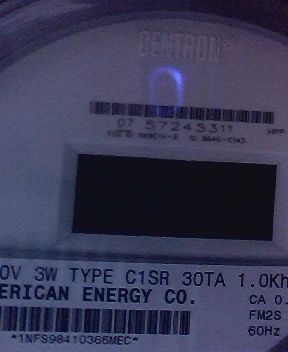 CENTRON
07 57245311
0V 3W TYPE C1SR 30TA 1.0Kh
ERICAN ENERGY CO.
CA 0.
FM2S
60Hz
*1NFS98410366MEC*